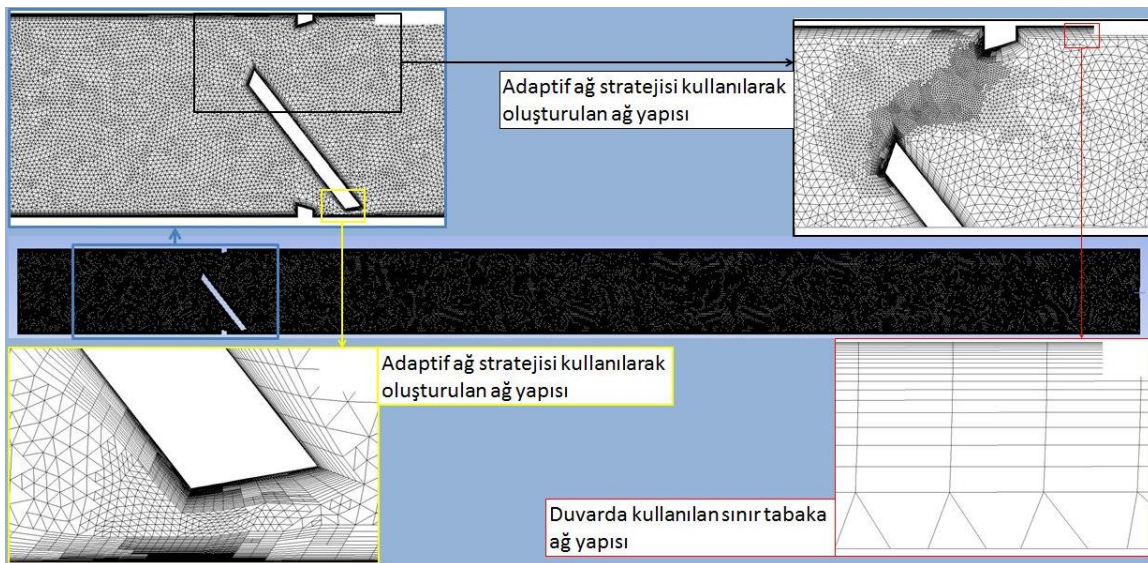 Adaptif ağ stratejisi kullanılarak
oluşturulan ağ yapısı
Adaptif ağ stratejisi kullanılarak
oluşturulan ağ yapısı
Duvarda kullanılan sınır tabaka
ağ yapısı